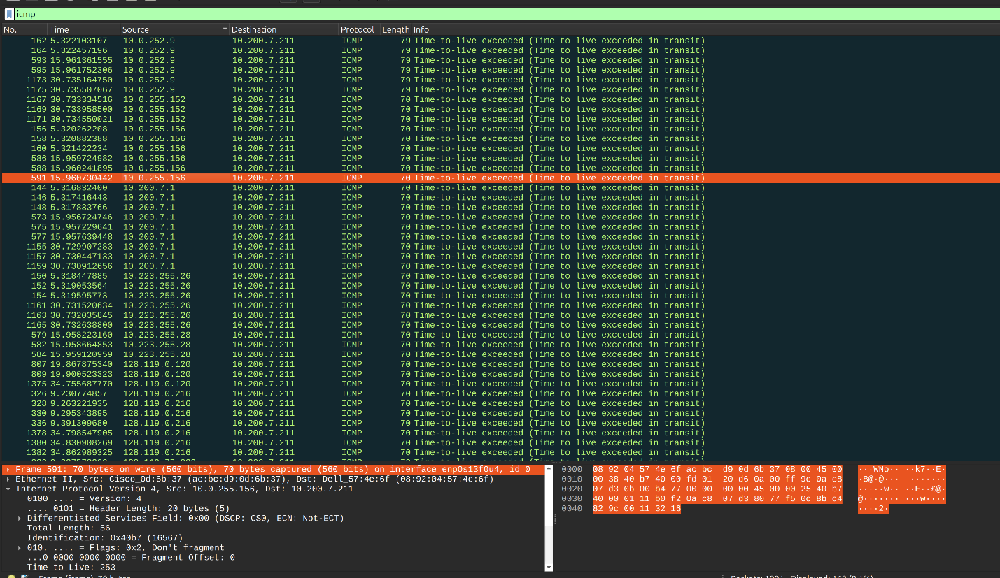 icmp
No. Time Source Destination Protocol Length Info
162 5.322103107 10.0.252.9 10.200.7.211 ICMP 79 Time-to-live exceeded (Time to live exceeded in transit)
164 5.322457196 10.0.252.9 10.200.7.211 ICMP 79 Time-to-live exceeded (Time to live exceeded in transit)
593 15.961361555 10.0.252.9 10.200.7.211 ICMP 79 Time-to-live exceeded (Time to live exceeded in transit)
595 15.961752306 10.0.252.9 10.200.7.211 ICMP 79 Time-to-live exceeded (Time to live exceeded in transit)
1173 30.735164750 10.0.252.9 10.200.7.211 ICMP 79 Time-to-live exceeded (Time to live exceeded in transit)
1175 30.735507067 10.0.252.9 10.200.7.211 ICMP 79 Time-to-live exceeded (Time to live exceeded in transit)
1167 30.733334516 10.0.255.152 10.200.7.211 ICMP 70 Time-to-live exceeded (Time to live exceeded in transit)
1169 30.733958500 10.0.255.152 10.200.7.211 ICMP 70 Time-to-live exceeded (Time to live exceeded in transit)
1171 30.734550021 10.0.255.152 10.200.7.211 ICMP 70 Time-to-live exceeded (Time to live exceeded in transit)
156 5.320262208 10.0.255.156 10.200.7.211 ICMP 70 Time-to-live exceeded (Time to live exceeded in transit)
158 5.320882388 10.0.255.156 10.200.7.211 ICMP 70 Time-to-live exceeded (Time to live exceeded in transit)
160 5.321422234 10.0.255.156 10.200.7.211 ICMP 70 Time-to-live exceeded (Time to live exceeded in transit)
586 15.959724982 10.0.255.156 10.200.7.211 ICMP 70 Time-to-live exceeded (Time to live exceeded in transit)
588 15.960241895 10.0.255.156 10.200.7.211 ICMP 70 Time-to-live exceeded (Time to live exceeded in transit)
591 15.960730442 10.0.255.156 10.200.7.211 ICMP 70 Time-to-live exceeded (Time to live exceeded in transit)
144 5.316832400 10.200.7.1 10.200.7.211 ICMP 70 Time-to-live exceeded (Time to live exceeded in transit)
146 5.317416443 10.200.7.1 10.200.7.211 ICMP 70 Time-to-live exceeded (Time to live exceeded in transit)
148 5.317833766 10.200.7.1 10.200.7.211 ICMP 70 Time-to-live exceeded (Time to live exceeded in transit)
573 15.956724746 10.200.7.1 10.200.7.211 ICMP 70 Time-to-live exceeded (Time to live exceeded in transit)
575 15.957229641 10.200.7.1 10.200.7.211 ICMP 70 Time-to-live exceeded (Time to live exceeded in transit)
577 15.957639448 10.200.7.1 10.200.7.211 ICMP 70 Time-to-live exceeded (Time to live exceeded in transit)
1155 30.729907283 10.200.7.1 10.200.7.211 ICMP 70 Time-to-live exceeded (Time to live exceeded in transit)
1157 30.730447133 10.200.7.1 10.200.7.211 ICMP 70 Time-to-live exceeded (Time to live exceeded in transit)
1159 30.730912656 10.200.7.1 10.200.7.211 ICMP 70 Time-to-live exceeded (Time to live exceeded in transit)
150 5.318447885 10.223.255.26 10.200.7.211 ICMP 70 Time-to-live exceeded (Time to live exceeded in transit)
152 5.319053564 10.223.255.26 10.200.7.211 ICMP 70 Time-to-live exceeded (Time to live exceeded in transit)
154 5.319595773 10.223.255.26 10.200.7.211 ICMP 70 Time-to-live exceeded (Time to live exceeded in transit)
1161 30.731520634 10.223.255.26 10.200.7.211 ICMP 70 Time-to-live exceeded (Time to live exceeded in transit)
1163 30.732035845 10.223.255.26 10.200.7.211 ICMP 70 Time-to-live exceeded (Time to live exceeded in transit)
1165 30.732638800 10.223.255.26 10.200.7.211 ICMP 70 Time-to-live exceeded (Time to live exceeded in transit)
579 15.958223160 10.223.255.28 10.200.7.211 ICMP 70 Time-to-live exceeded (Time to live exceeded in transit)
582 15.958664853 10.223.255.28 10.200.7.211 ICMP 70 Time-to-live exceeded (Time to live exceeded in transit)
584 15.959120959 10.223.255.28 10.200.7.211 ICMP 70 Time-to-live exceeded (Time to live exceeded in transit)
807 19.867875340 128.119.0.120 10.200.7.211 ICMP 70 Time-to-live exceeded (Time to live exceeded in transit)
809 19.900523323 128.119.0.120 10.200.7.211 ICMP 70 Time-to-live exceeded (Time to live exceeded in transit)
1375 34.755687770 128.119.0.120 10.200.7.211 ICMP 70 Time-to-live exceeded (Time to live exceeded in transit)
326 9.230774857 128.119.0.216 10.200.7.211 ICMP 70 Time-to-live exceeded (Time to live exceeded in transit)
328 9.263221935 128.119.0.216 10.200.7.211 ICMP 70 Time-to-live exceeded (Time to live exceeded in transit)
330 9.295343895 128.119.0.216 10.200.7.211 ICMP 70 Time-to-live exceeded (Time to live exceeded in transit)
336 9.391309680 128.119.0.216 10.200.7.211 ICMP 70 Time-to-live exceeded (Time to live exceeded in transit)
1378 34.798547905 128.119.0.216 10.200.7.211 ICMP 70 Time-to-live exceeded (Time to live exceeded in transit)
1380 34.830908269 128.119.0.216 10.200.7.211 ICMP 70 Time-to-live exceeded (Time to live exceeded in transit)
1382 34.862989325 128.119.0.216 10.200.7.211 ICMP 70 Time-to-live exceeded (Time to live exceeded in transit)
Frame 591: 70 bytes on wire (560 bits), 70 bytes captured (560 bits) on interface enp0s13f0u4, id 0
Ethernet II, Src: Cisco_0d:6b:37 (ac:bc:d9:0d:6b:37), Dst: Dell_57:4e:6f (08:92:04:57:4e:6f)
Internet Protocol Version 4, Src: 10.0.255.156, Dst: 10.200.7.211
0100 .... = Version: 4
.... 0101 = Header Length: 20 bytes (5)
Differentiated Services Field: 0x00 (DSCP: CS0, ECN: Not-ECT)
Total Length: 56
Identification: 0x40b7 (16567)
010. .... = Flags: 0x2, Don't fragment
...0 0000 0000 0000 = Fragment Offset: 0
Time to Live: 253
0000 08 92 04 57 4e 6f ac bc d9 0d 6b 37 08 00 45 00 ···WNo·· ··k7··E·
0010 00 38 40 b7 40 00 fd 01 20 d6 0a 00 ff 9c 0a c8 ·8@·@··· ·······
0020 07 d3 0b 00 b4 77 00 00 00 00 45 00 00 25 40 b7 ·····w·· ··E··%@·
0030 40 00 01 11 b0 f2 0a c8 07 d3 80 77 f5 0c 8b c4 @······· ···w····
0040 82 9c 00 11 32 16 ····2·